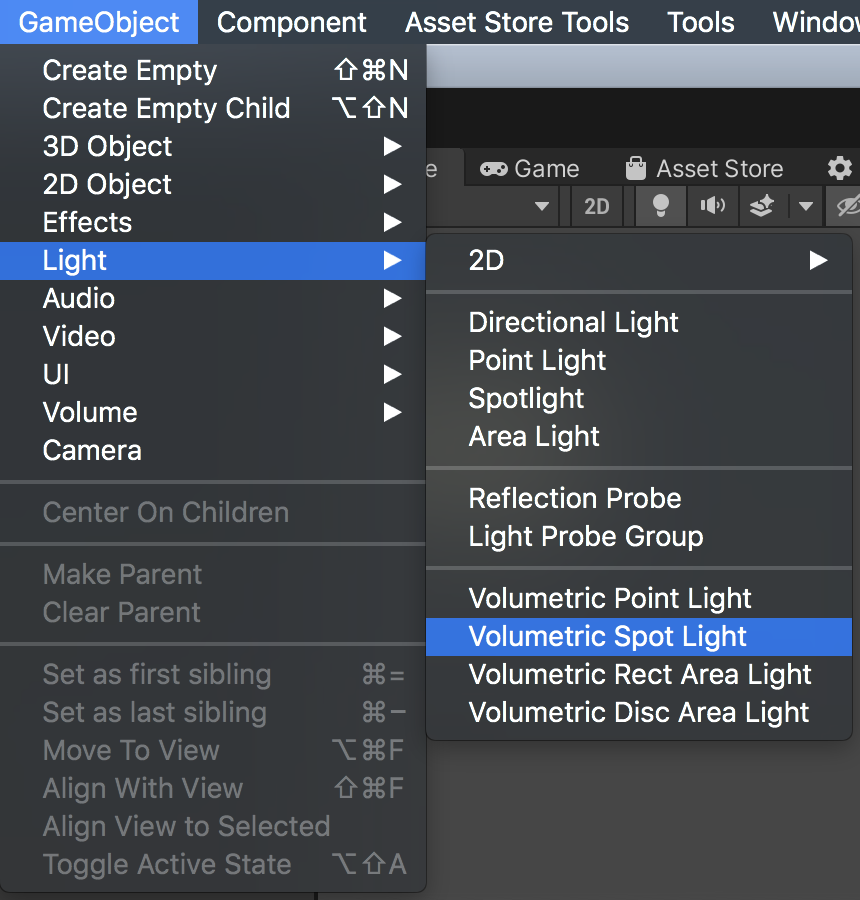 GameObject Component Asset Store Tools Tools Window
Create Empty ⇧⌘N
Create Empty Child ⌥⇧N
3D Object
2D Object
Effects
Light
Audio
Video
UI
Volume
Camera
Center On Children
Make Parent
Clear Parent
Set as first sibling ⌘=
Set as last sibling ⌘−
Move To View ⌥⌘F
Align With View ⇧⌘F
Align View to Selected
Toggle Active State ⌥⇧A
e Game Asset Store
2D
2D
Directional Light
Point Light
Spotlight
Area Light
Reflection Probe
Light Probe Group
Volumetric Point Light
Volumetric Spot Light
Volumetric Rect Area Light
Volumetric Disc Area Light